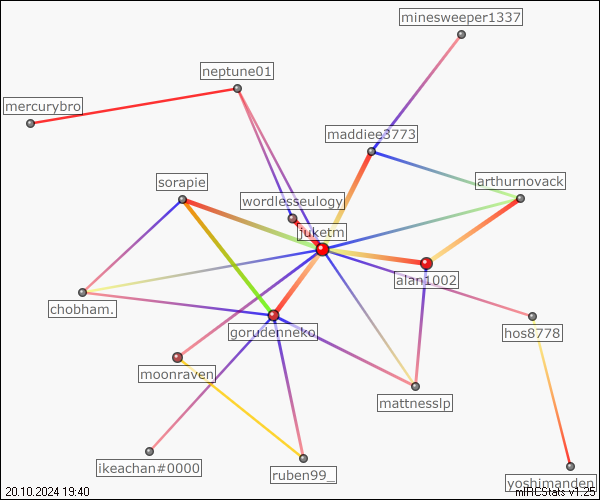 minesweeper1337
neptune01
mercurybro
maddiee3773
sorapie
arthurnovack
wordlesseulogy
juketm
alan1002
chobham.
gorudenneko
hos8778
moonraven
mattnesslp
ikeachan#0000
ruben99_
yoshimanden
20.10.2024 19:40
mIRCStats v1.25